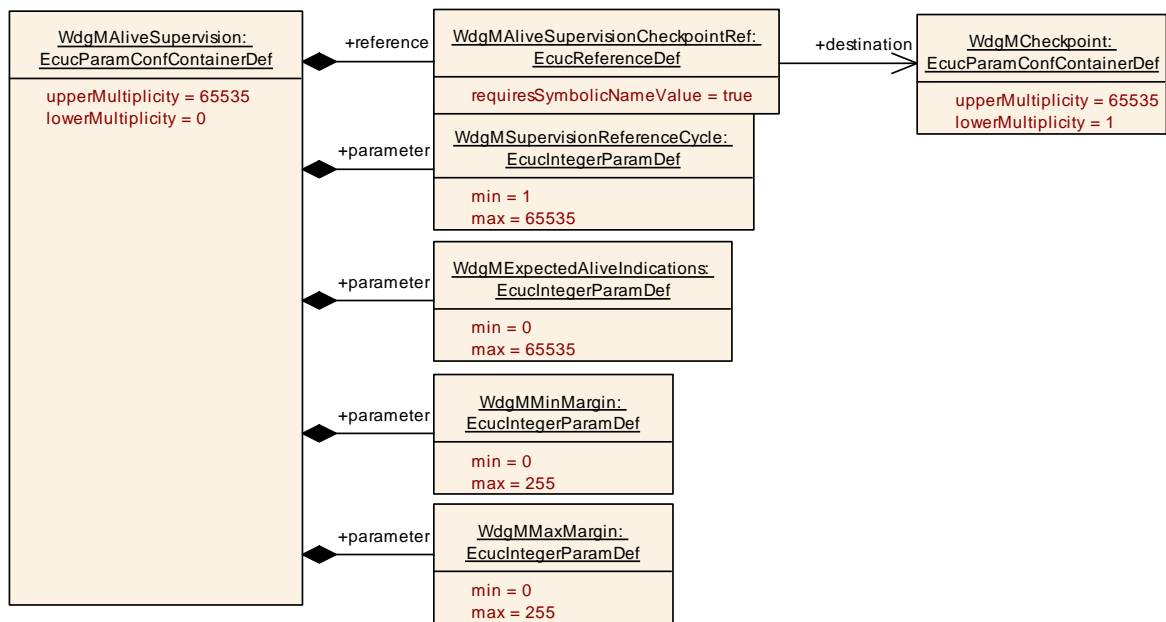 WdgMAliveSupervision:
EcucParamConfContainerDef
upperMultiplicity = 65535
lowerMultiplicity = 0
+reference
WdgMAliveSupervisionCheckpointRef:
EcucReferenceDef
requiresSymbolicNameValue = true
+destination
WdgMCheckpoint:
EcucParamConfContainerDef
upperMultiplicity = 65535
lowerMultiplicity = 1
+parameter
WdgMSupervisionReferenceCycle:
EcucIntegerParamDef
min = 1
max = 65535
+parameter
WdgMExpectedAliveIndications:
EcucIntegerParamDef
min = 0
max = 65535
+parameter
WdgMMinMargin:
EcucIntegerParamDef
min = 0
max = 255
+parameter
WdgMMaxMargin:
EcucIntegerParamDef
min = 0
max = 255